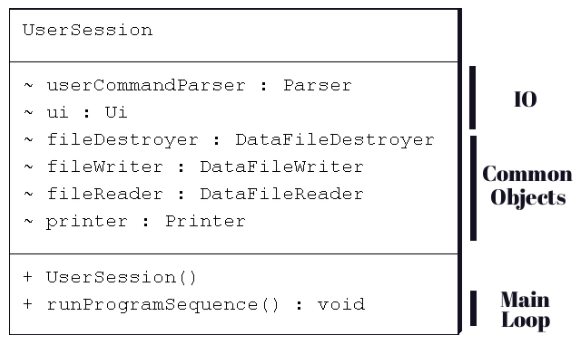 UserSession
~ userCommandParser : Parser
~ ui : Ui
~ fileDestroyer : DataFileDestroyer
~ fileWriter : DataFileWriter
~ fileReader : DataFileReader
~ printer : Printer
+ UserSession()
+ runProgramSequence() : void
IO
Common
Objects
Main
Loop